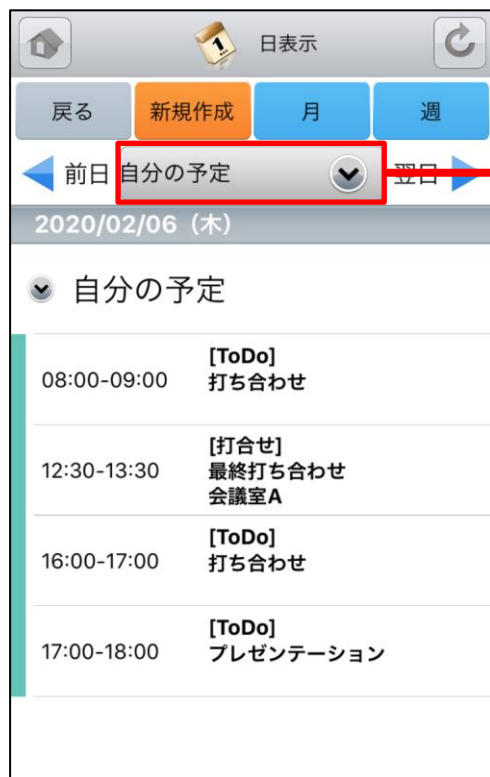 日表示
戻る 新規作成 月 週
前日 自分の予定 翌日
2020/02/06（木）
自分の予定
[ToDo]
08:00-09:00 打ち合わせ
[打合せ]
12:30-13:30 最終打ち合わせ
会議室A
[ToDo]
16:00-17:00 打ち合わせ
[ToDo]
17:00-18:00 プレゼンテーション